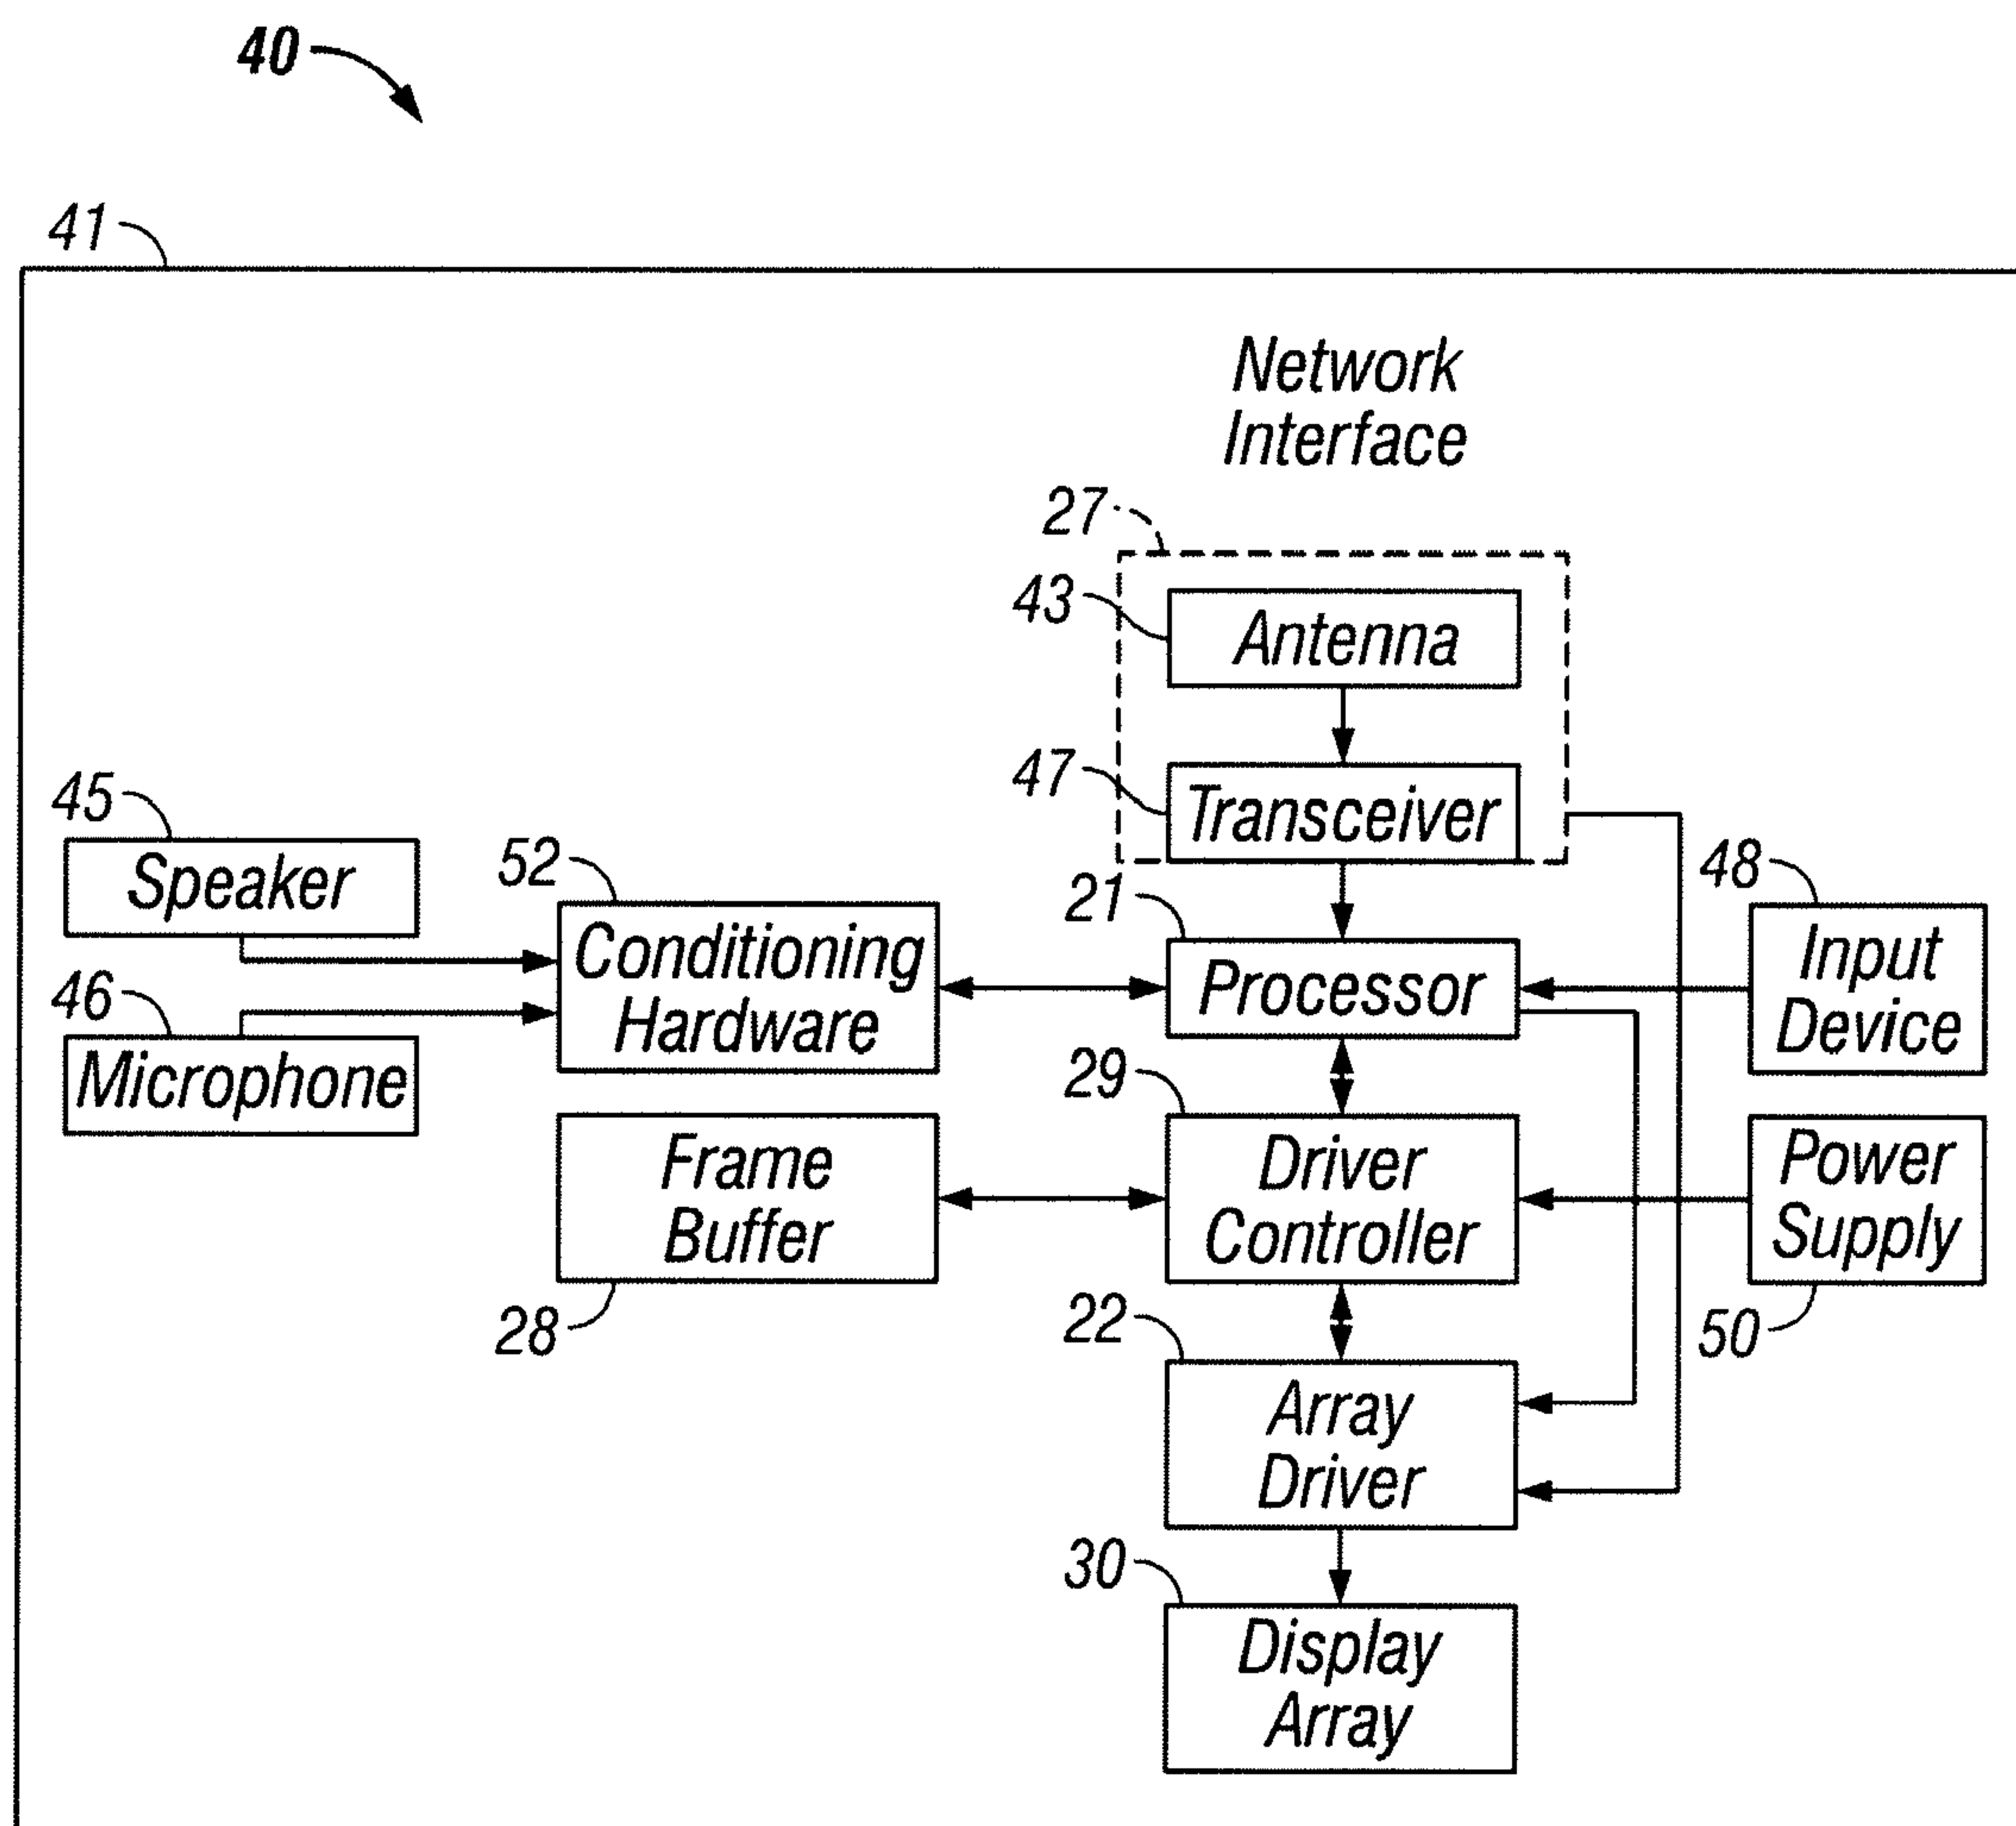 40
41
Network
Interface
27
43
Antenna
47
Transceiver
45
Speaker
52
Conditioning
Hardware
21
Processor
48
Input
Device
46
Microphone
29
Driver
Controller
Frame
Buffer
28
Power
Supply
50
22
Array
Driver
30
Display
Array